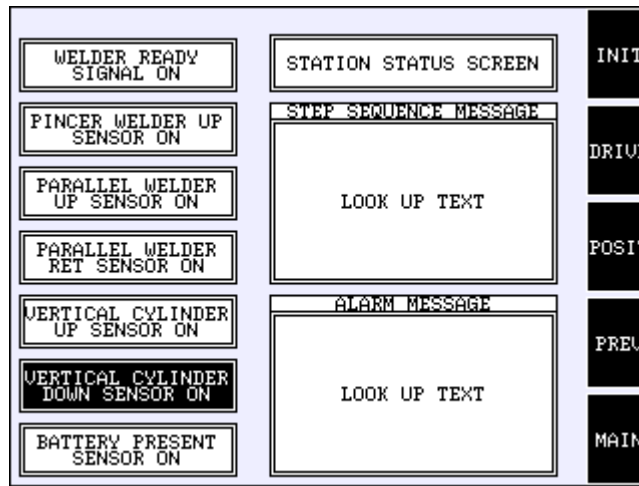 WELDER READY
SIGNAL ON
PINCER WELDER UP
SENSOR ON
PARALLEL WELDER
UP SENSOR ON
PARALLEL WELDER
RET SENSOR ON
VERTICAL CYLINDER
UP SENSOR ON
VERTICAL CYLINDER
DOWN SENSOR ON
BATTERY PRESENT
SENSOR ON
STATION STATUS SCREEN
STEP SEQUENCE MESSAGE
LOOK UP TEXT
ALARM MESSAGE
LOOK UP TEXT
INIT
DRIV
POSI
PREV
MAIN